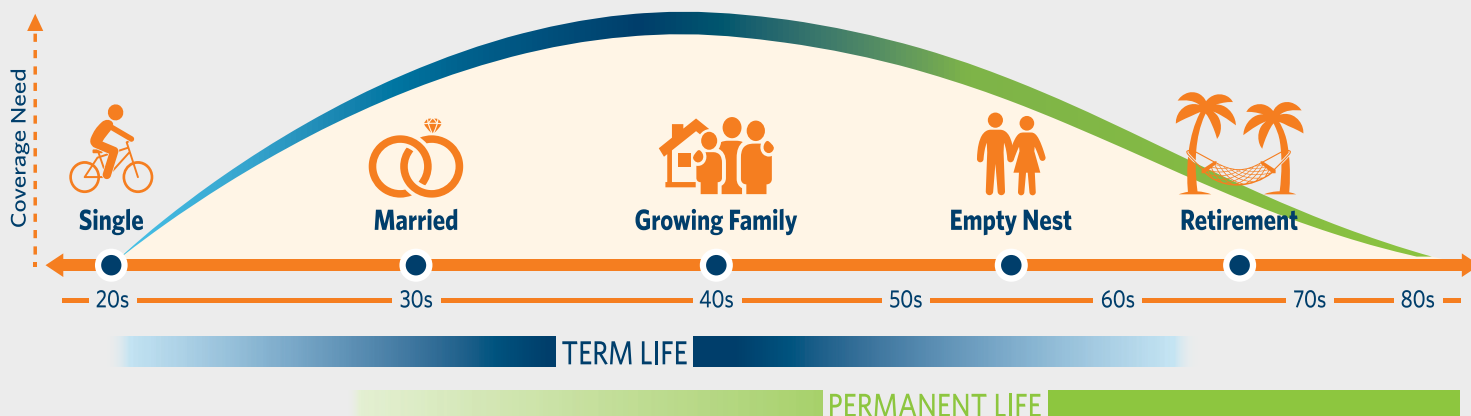 Coverage Need
Single
Married
Growing Family
Empty Nest
Retirement
20s
30s
40s
50s
60s
70s
80s
TERM LIFE
PERMANENT LIFE